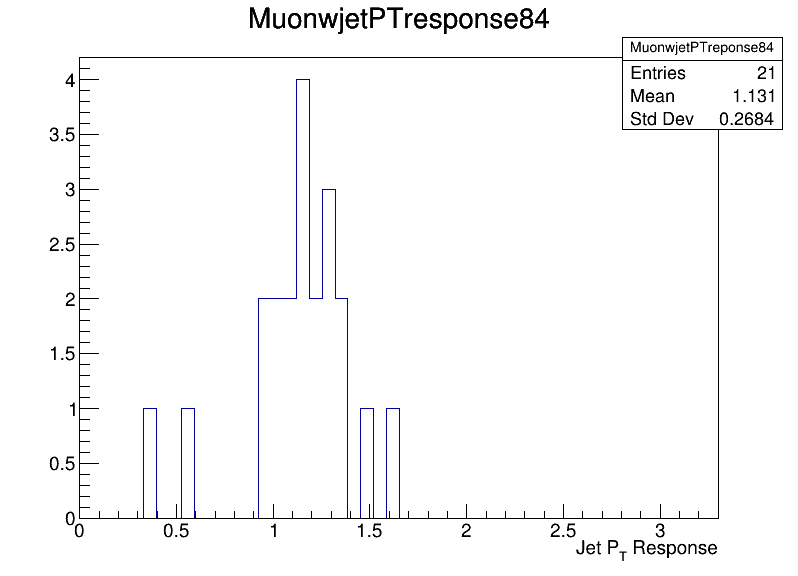 MuonwjetPTresponse84
MuonwjetPTreponse84
Entries 21
Mean 1.131
Std Dev 0.2684
4
3.5
3
2.5
2
1.5
1
0.5
0
0 0.5 1 1.5 2 2.5 3
Jet PT Response